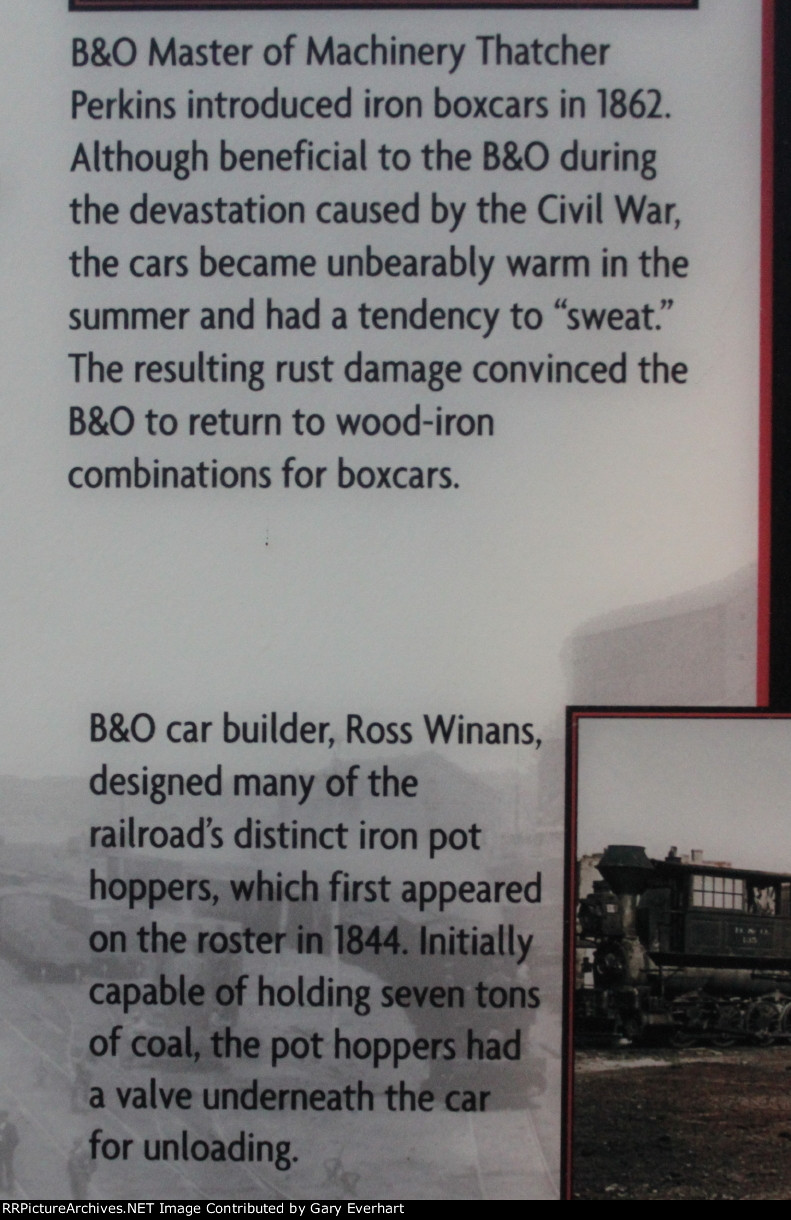 B&O Master of Machinery Thatcher
Perkins introduced iron boxcars in 1862.
Although beneficial to the B&O during
the devastation caused by the Civil War,
the cars became unbearably warm in the
summer and had a tendency to “sweat.”
The resulting rust damage convinced the
B&O to return to wood-iron
combinations for boxcars.
B&O car builder, Ross Winans,
designed many of the
railroad’s distinct iron pot
hoppers, which first appeared
on the roster in 1844. Initially
capable of holding seven tons
of coal, the pot hoppers had
a valve underneath the car
for unloading.
RRPictureArchives.NET Image Contributed by Gary Everhart